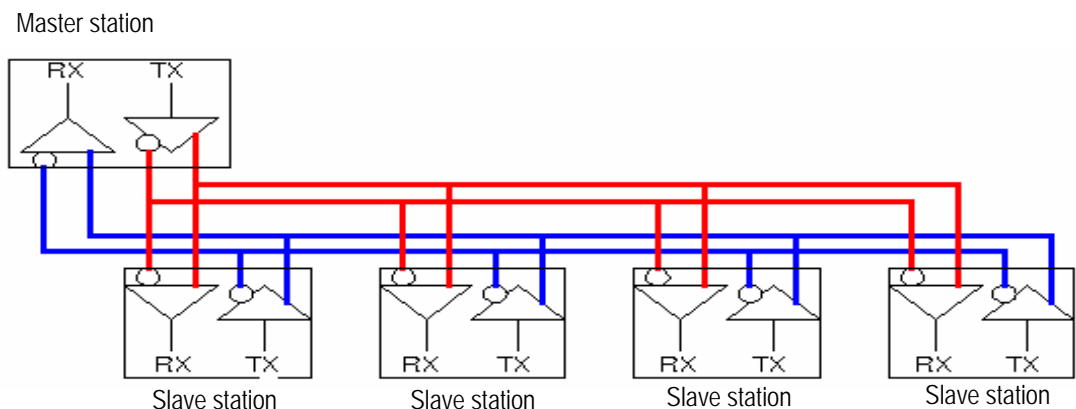 Master station
RX TX
RX TX RX TX RX TX RX TX
Slave station Slave station Slave station Slave station